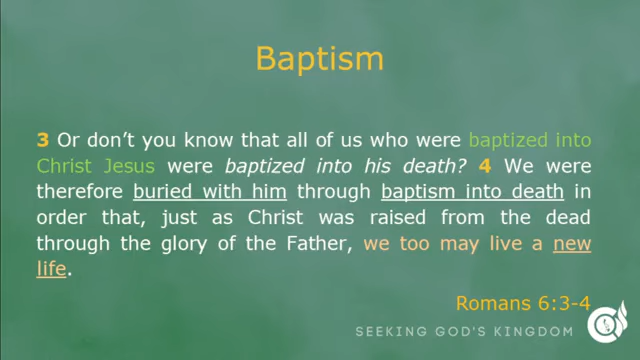 Baptism
3 Or don't you know that all of us who were baptized into
Christ Jesus were baptized into his death? 4 We were
therefore buried with him through baptism into death in
order that, just as Christ was raised from the dead
through the glory of the Father, we too may live a new
life.
Romans 6:3-4
SEEKING GOD'S KINGDOM